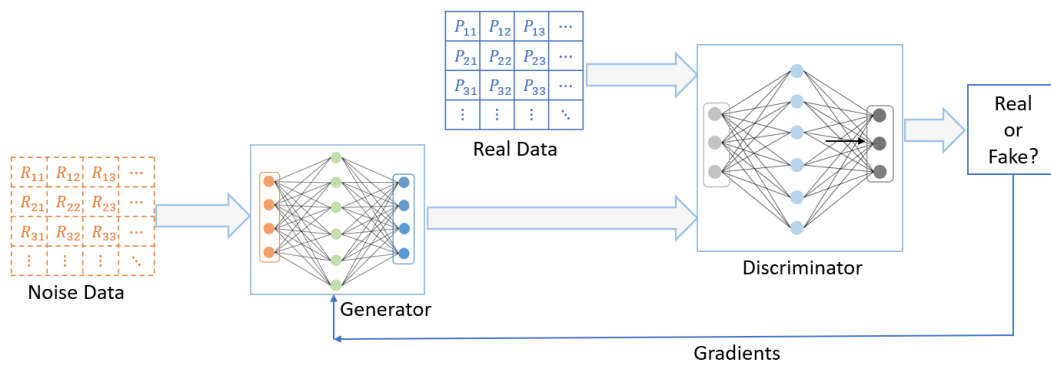 P₁₁ P₁₂ P₁₃ ⋯
P₂₁ P₂₂ P₂₃ ⋯
P₃₁ P₃₂ P₃₃ ⋯
⋮ ⋮ ⋮ ⋱
Real Data
Real
or
Fake?
R₁₁ R₁₂ R₁₃ ⋯
R₂₁ R₂₂ R₂₃ ⋯
R₃₁ R₃₂ R₃₃ ⋯
⋮ ⋮ ⋮ ⋱
Noise Data
Generator
Discriminator
Gradients